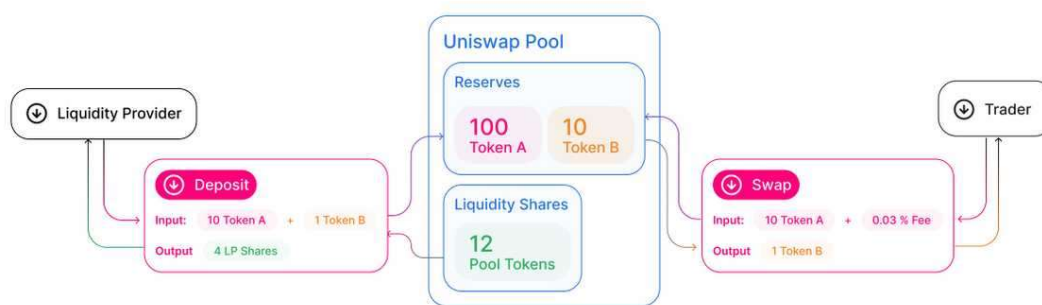 Liquidity Provider
Deposit
Input: 10 Token A + 1 Token B
Output 4 LP Shares
Uniswap Pool
Reserves
100
Token A
10
Token B
Liquidity Shares
12
Pool Tokens
Trader
Swap
Input: 10 Token A + 0.03 % Fee
Output 1 Token B